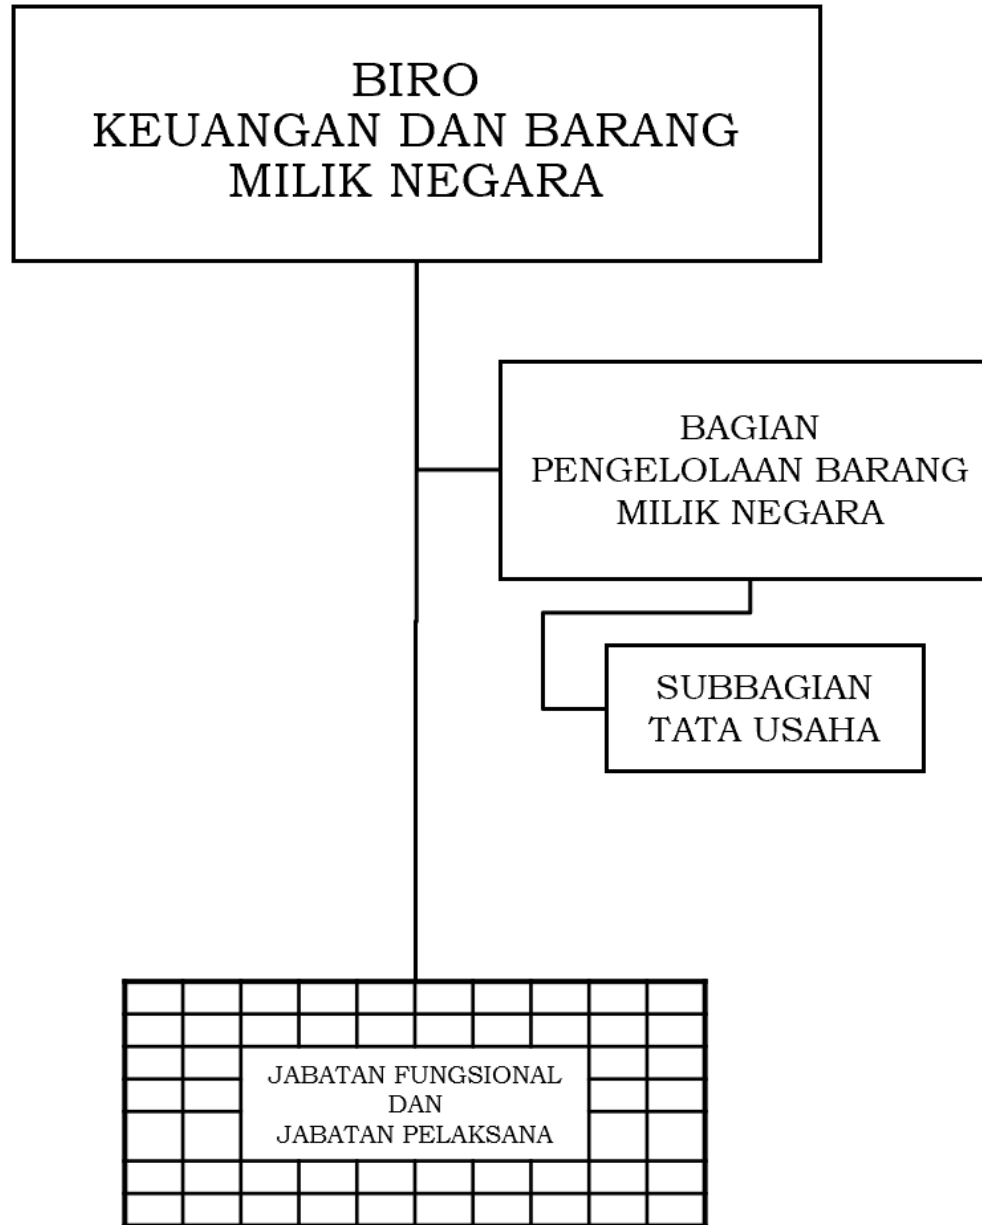 BIRO
KEUANGAN DAN BARANG
MILIK NEGARA
BAGIAN
PENGELOLAAN BARANG
MILIK NEGARA
SUBBAGIAN
TATA USAHA
JABATAN FUNGSIONAL
DAN
JABATAN PELAKSANA